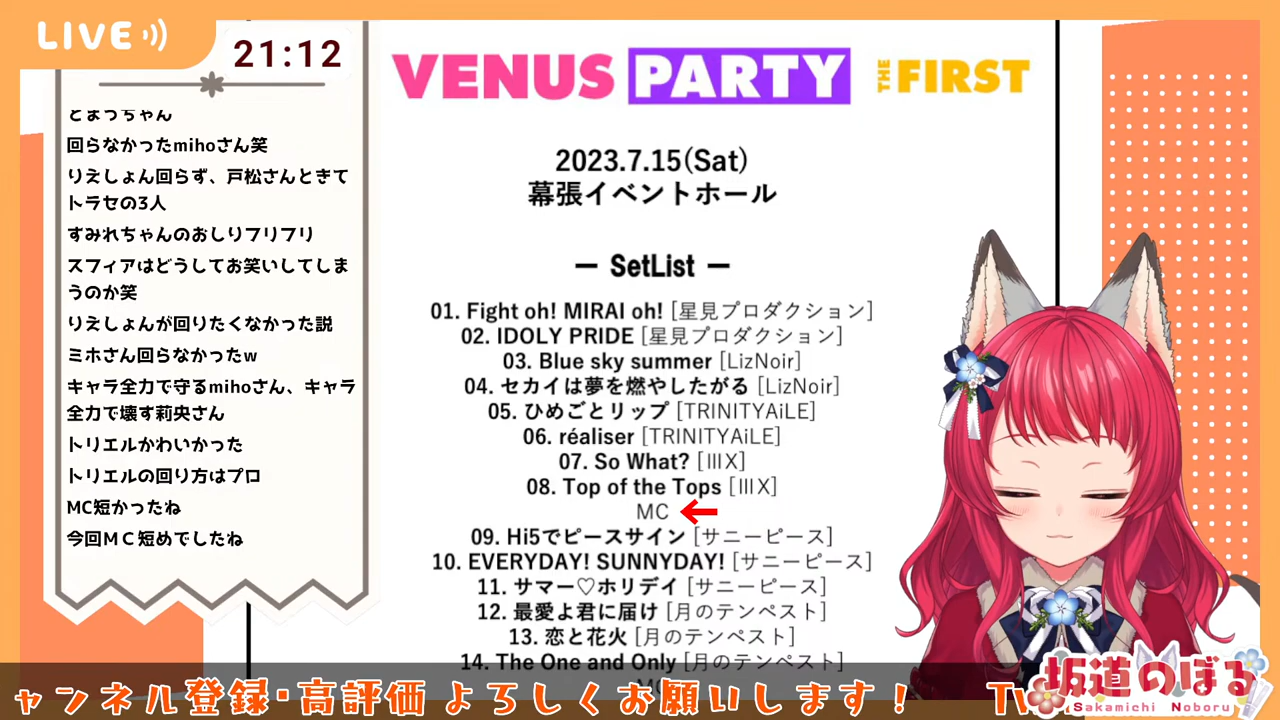 LIVE
21:12
とまつちゃん
回らなかったmihoさん笑
りえしょん回らず、戸松さんときて
トラセの3人
すみれちゃんのおしりフリフリ
スフィアはどうしてお笑いしてしま
うのか笑
りえしょんが回りたくなかった説
ミホさん回らなかったw
キャラ全力で守るmihoさん、キャラ
全力で壊す莉央さん
トリエルかわいかった
トリエルの回り方はプロ
MC短かったね
今回MC短めでしたね
VENUS PARTY THE FIRST
2023.7.15(Sat)
幕張イベントホール
— SetList —
01. Fight oh! MIRAI oh! [星見プロダクション]
02. IDOLY PRIDE [星見プロダクション]
03. Blue sky summer [LizNoir]
04. セカイは夢を燃やしたがる [LizNoir]
05. ひめごとリップ [TRINITYAiLE]
06. réaliser [TRINITYAiLE]
07. So What? [ⅢX]
08. Top of the Tops [ⅢX]
MC
09. Hi5でピースサイン [サニーピース]
10. EVERYDAY! SUNNYDAY! [サニーピース]
11. サマー♡ホリデイ [サニーピース]
12. 最愛よ君に届け [月のテンペスト]
13. 恋と花火 [月のテンペスト]
14. The One and Only [月のテンペスト]
MC
ャンネル登録・高評価 よろしくお願いします！
坂道のぼる
Sakamichi Noboru